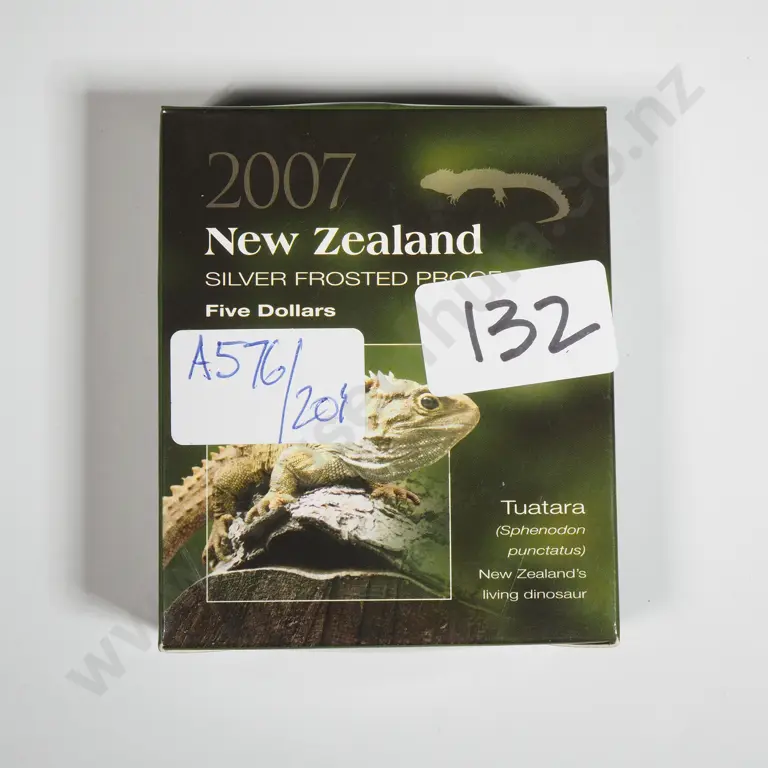 2007
New Zealand
SILVER FROSTED PROOF
Five Dollars
132
A576/
201
Tuatara
(Sphenodon
punctatus)
New Zealand's
living dinosaur